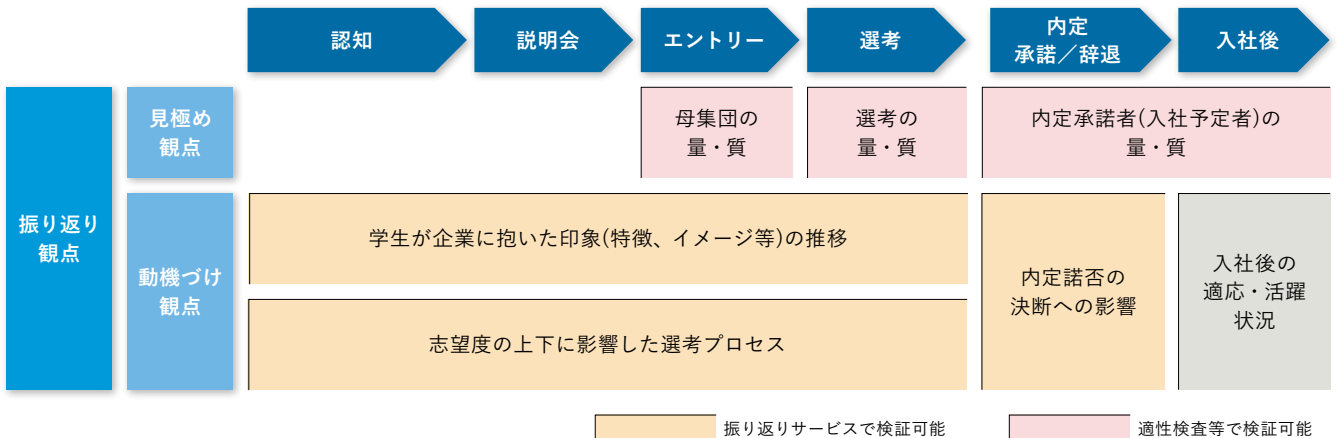 認知
説明会
エントリー
選考
内定
承諾／辞退
入社後
振り返り
観点
見極め
観点
母集団の
量・質
選考の
量・質
内定承諾者(入社予定者)の
量・質
動機づけ
観点
学生が企業に抱いた印象(特徴、イメージ等)の推移
志望度の上下に影響した選考プロセス
内定諾否の
決断への影響
入社後の
適応・活躍
状況
振り返りサービスで検証可能
適性検査等で検証可能